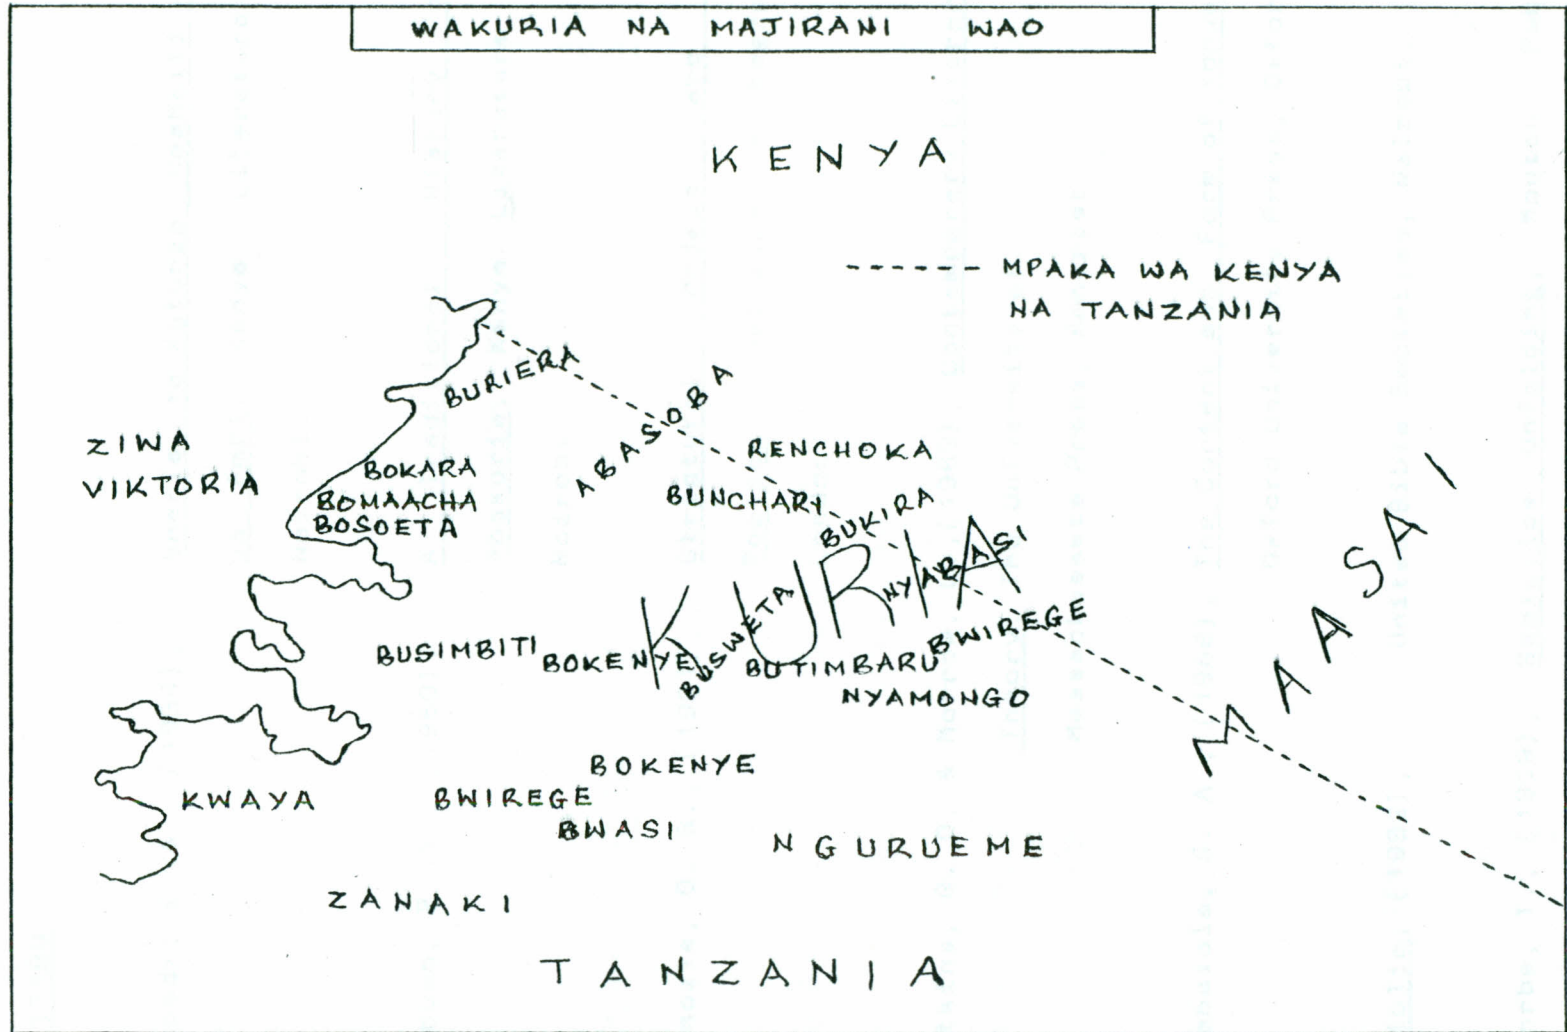 WAKURIA NA MAJIRANI WAO
KENYA
------ MPAKA WA KENYA
NA TANZANIA
BURIERA
ABASOBA
ZIWA
VIKTORIA
RENCHOKA
BOKARA
BOMAACHA
BOSOETA
BUNCHARI
BUKIRA
NYABASI
KURIA
MAASAI
BUSIMBITI
BOKENYE
BUSWETA
BUTIMBARU
BWIREGE
NYAMONGO
BOKENYE
KWAYA
BWIREGE
BWASI
NGURUEME
ZANAKI
TANZANIA